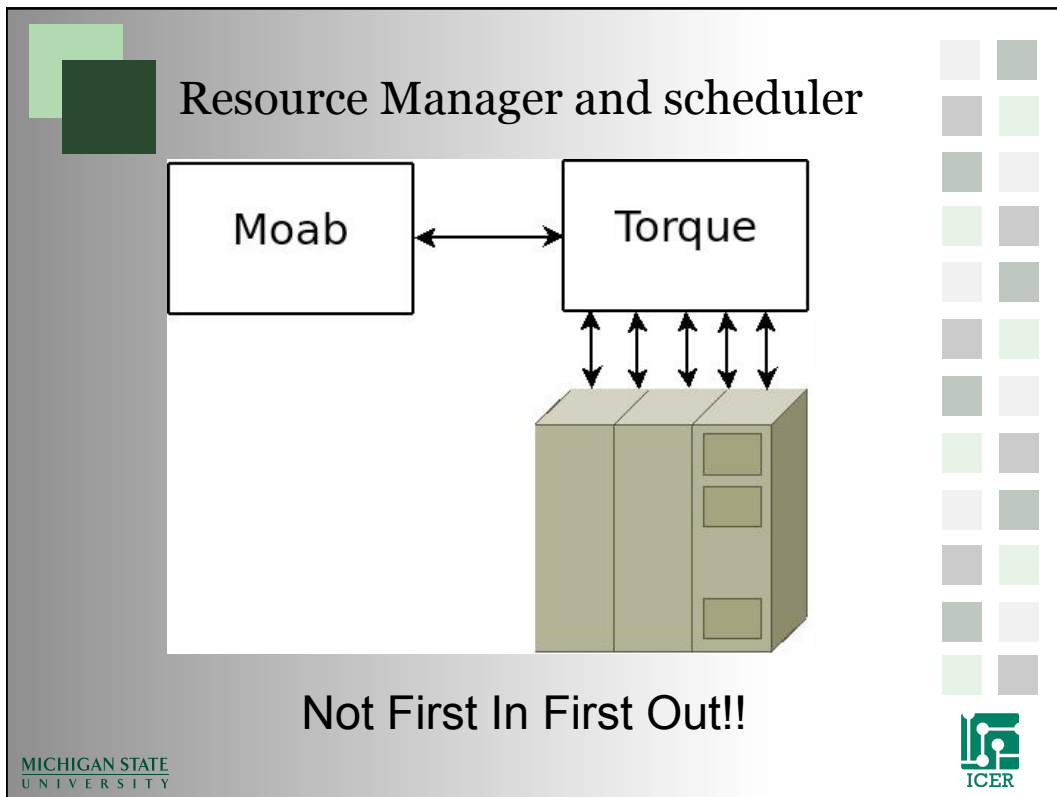 Resource Manager and scheduler
Moab
Torque
Not First In First Out!!
MICHIGAN STATE
UNIVERSITY
ICER